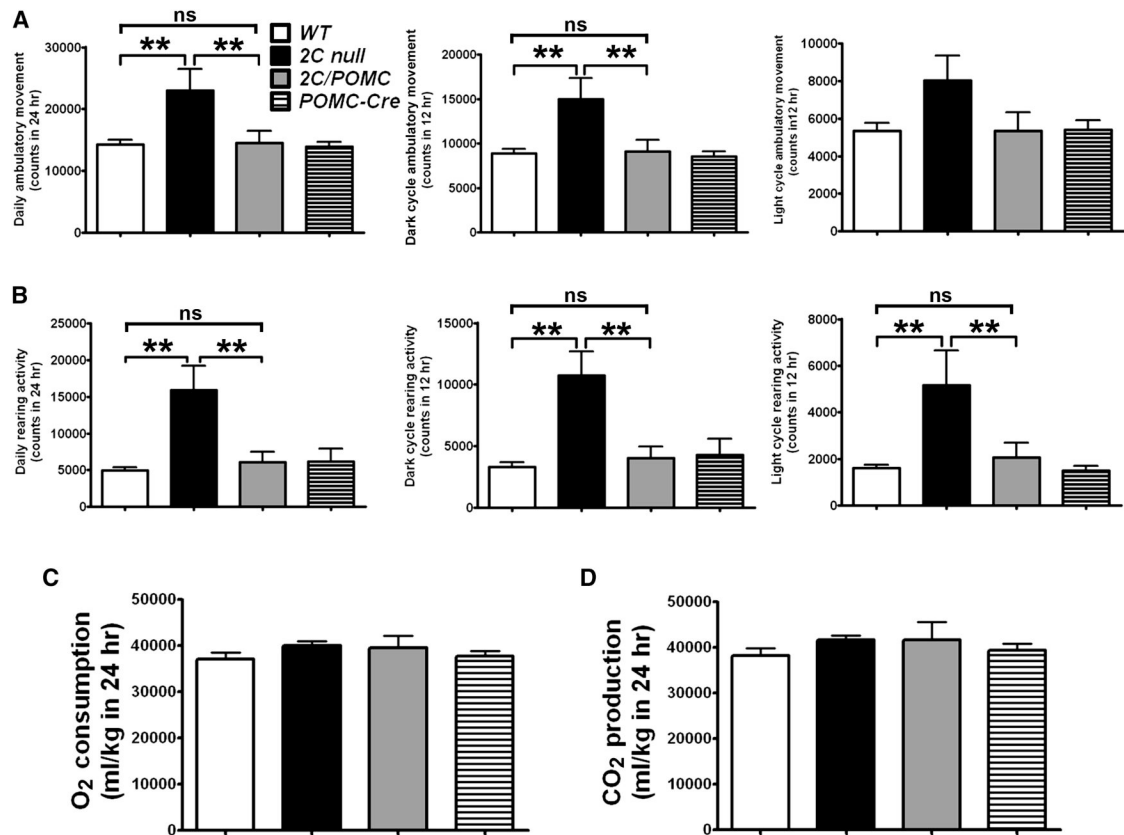 A
ns
** **
WT
2C null
2C/POMC
POMC-Cre
Daily ambulatory movement
(counts in 24 hr)
30000
20000
10000
0
ns
** **
Dark cycle ambulatory movement
(counts in 12 hr)
20000
15000
10000
5000
0
Light cycle ambulatory movement
(counts in12 hr)
10000
8000
6000
4000
2000
0
B
ns
** **
Daily rearing activity
(counts in 24 hr)
25000
20000
15000
10000
5000
0
ns
** **
Dark cycle rearing activity
(counts in 12 hr)
15000
10000
5000
0
ns
** **
Light cycle rearing activity
(counts in 12 hr)
8000
6000
4000
2000
0
C
O2 consumption
(ml/kg in 24 hr)
50000
40000
30000
20000
10000
0
D
CO2 production
(ml/kg in 24 hr)
50000
40000
30000
20000
10000
0